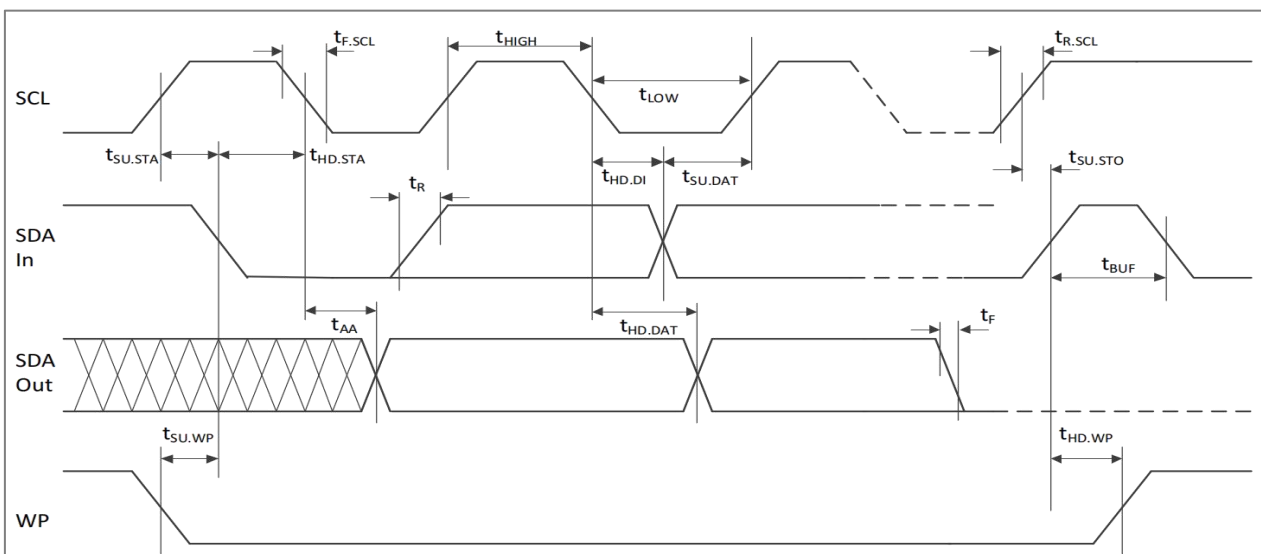 tF.SCL tHIGH tR.SCL
SCL
tLOW
tSU.STA tHD.STA tSU.STO
tHD.DI tSU.DAT
tR
SDA
In
tBUF
tAA tHD.DAT tF
SDA
Out
tSU.WP tHD.WP
WP